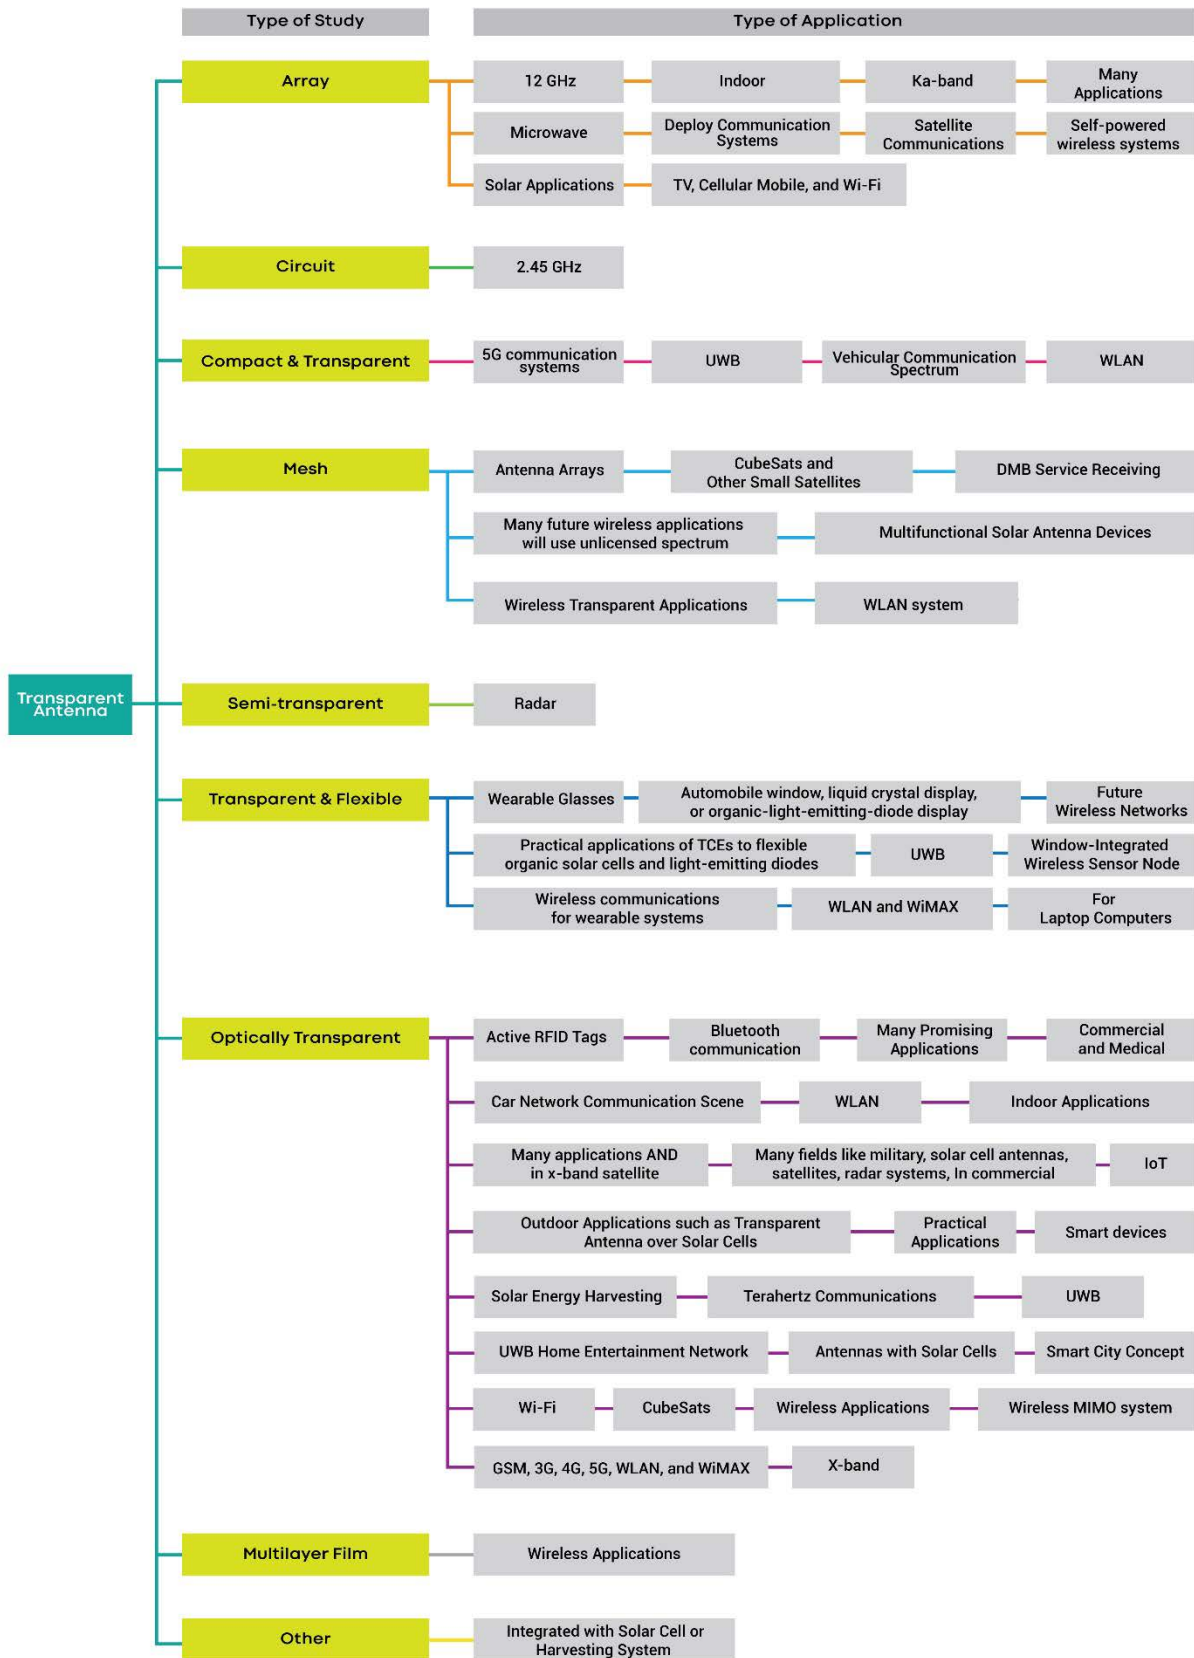 Type of Study
Type of Application
Array
12 GHz
Indoor
Ka-band
Many
Applications
Microwave
Deploy Communication
Systems
Satellite
Communications
Self-powered
wireless systems
Solar Applications
TV, Cellular Mobile, and Wi-Fi
Circuit
2.45 GHz
Compact & Transparent
5G communication
systems
UWB
Vehicular Communication
Spectrum
WLAN
Mesh
Antenna Arrays
CubeSats and
Other Small Satellites
DMB Service Receiving
Many future wireless applications
will use unlicensed spectrum
Multifunctional Solar Antenna Devices
Wireless Transparent Applications
WLAN system
Transparent
Antenna
Semi-transparent
Radar
Transparent & Flexible
Wearable Glasses
Automobile window, liquid crystal display,
or organic-light-emitting-diode display
Future
Wireless Networks
Practical applications of TCEs to flexible
organic solar cells and light-emitting diodes
UWB
Window-Integrated
Wireless Sensor Node
Wireless communications
for wearable systems
WLAN and WiMAX
For
Laptop Computers
Optically Transparent
Active RFID Tags
Bluetooth
communication
Many Promising
Applications
Commercial
and Medical
Car Network Communication Scene
WLAN
Indoor Applications
Many applications AND
in x-band satellite
Many fields like military, solar cell antennas,
satellites, radar systems, In commercial
IoT
Outdoor Applications such as Transparent
Antenna over Solar Cells
Practical
Applications
Smart devices
Solar Energy Harvesting
Terahertz Communications
UWB
UWB Home Entertainment Network
Antennas with Solar Cells
Smart City Concept
Wi-Fi
CubeSats
Wireless Applications
Wireless MIMO system
GSM, 3G, 4G, 5G, WLAN, and WiMAX
X-band
Multilayer Film
Wireless Applications
Other
Integrated with Solar Cell or
Harvesting System